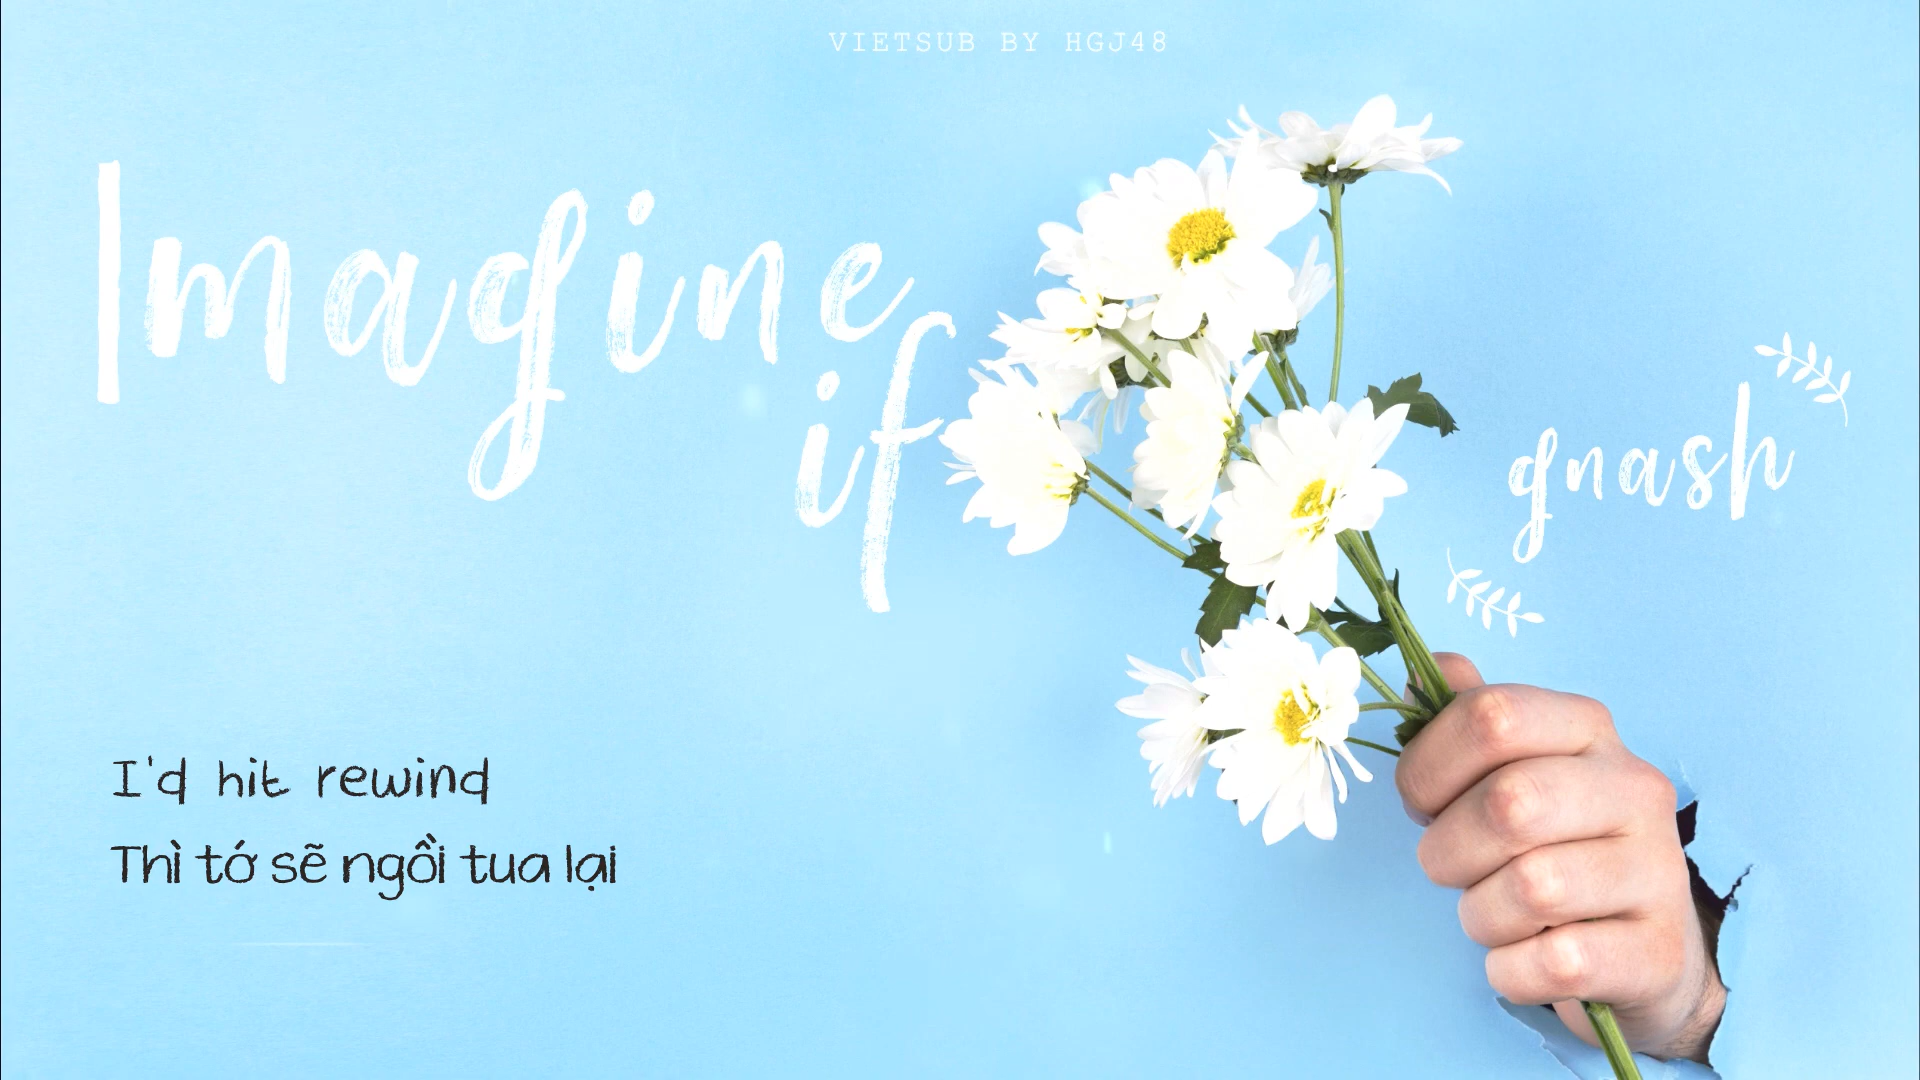 VIETSUB BY HGJ48
Imagine
if
gnash
I'd hit rewind
Thì tớ sẽ ngồi tua lại